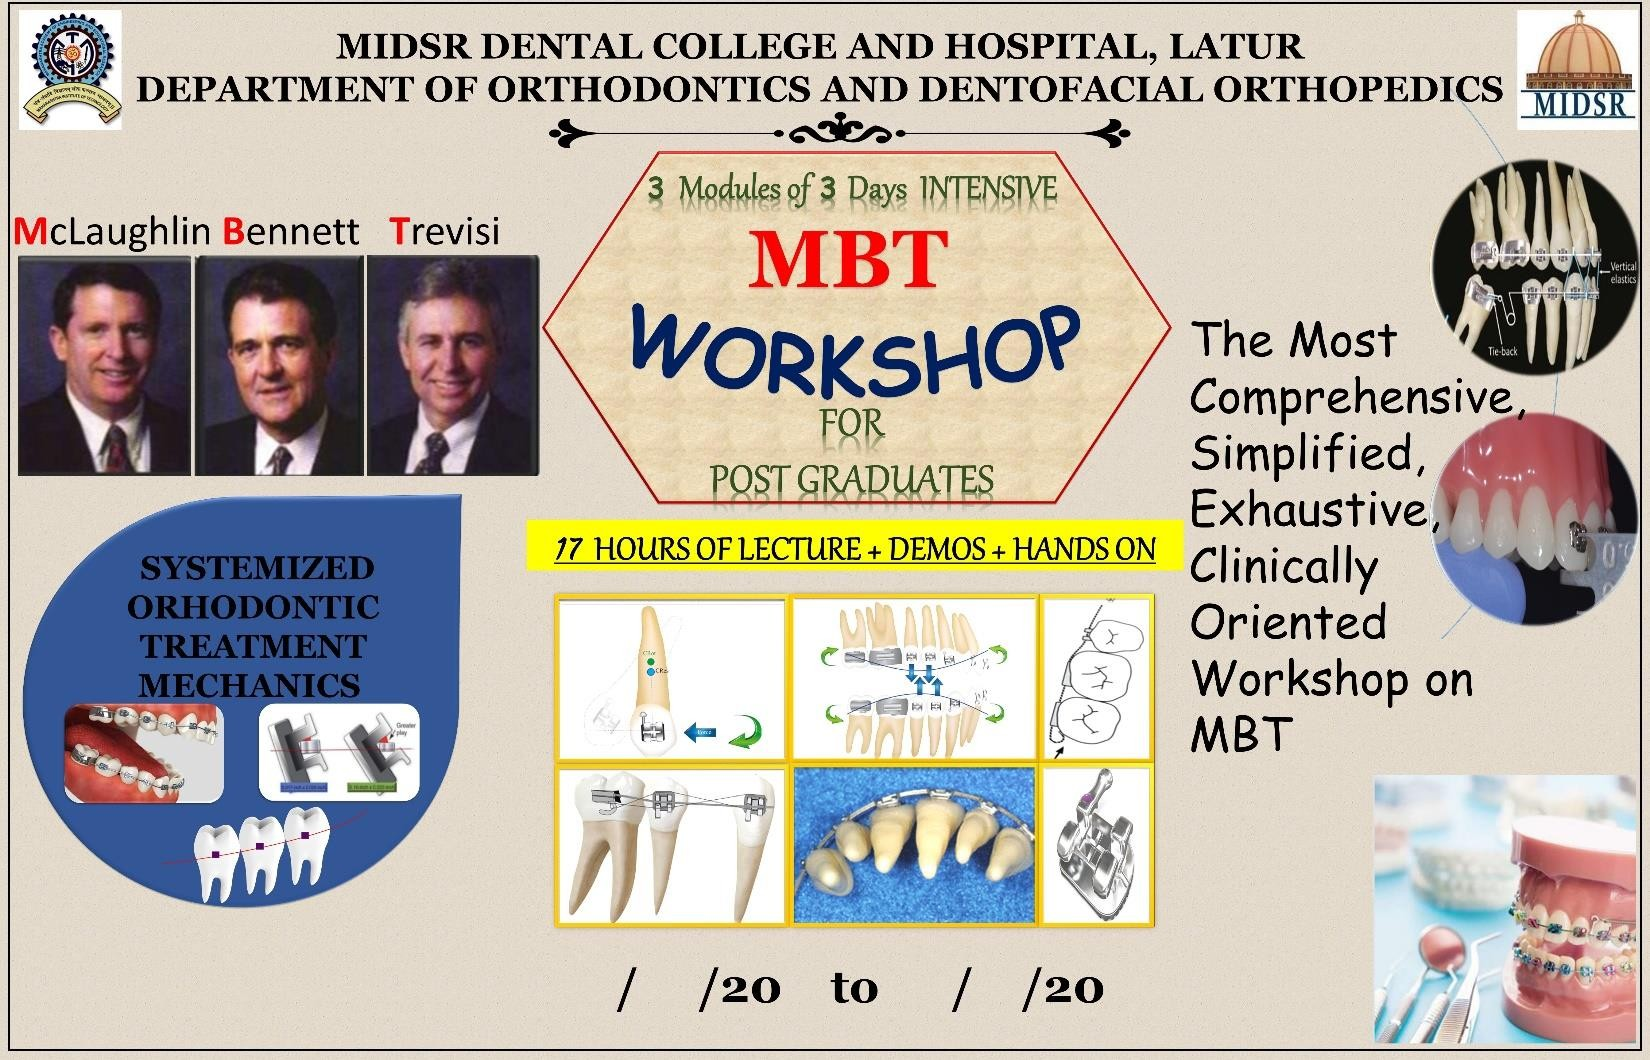 MIDSR DENTAL COLLEGE AND HOSPITAL, LATUR
DEPARTMENT OF ORTHODONTICS AND DENTOFACIAL ORTHOPEDICS
MIDSR
McLaughlin Bennett Trevisi
3 Modules of 3 Days INTENSIVE
MBT
WORKSHOP
FOR
POST GRADUATES
17 HOURS OF LECTURE + DEMOS + HANDS ON
Vertical
elastics
Tie-back
The Most
Comprehensive,
Simplified,
Exhaustive,
Clinically
Oriented
Workshop on
MBT
SYSTEMIZED
ORHODONTIC
TREATMENT
MECHANICS
Greater
play
CRot
CRes
Force
/ /20 to / /20